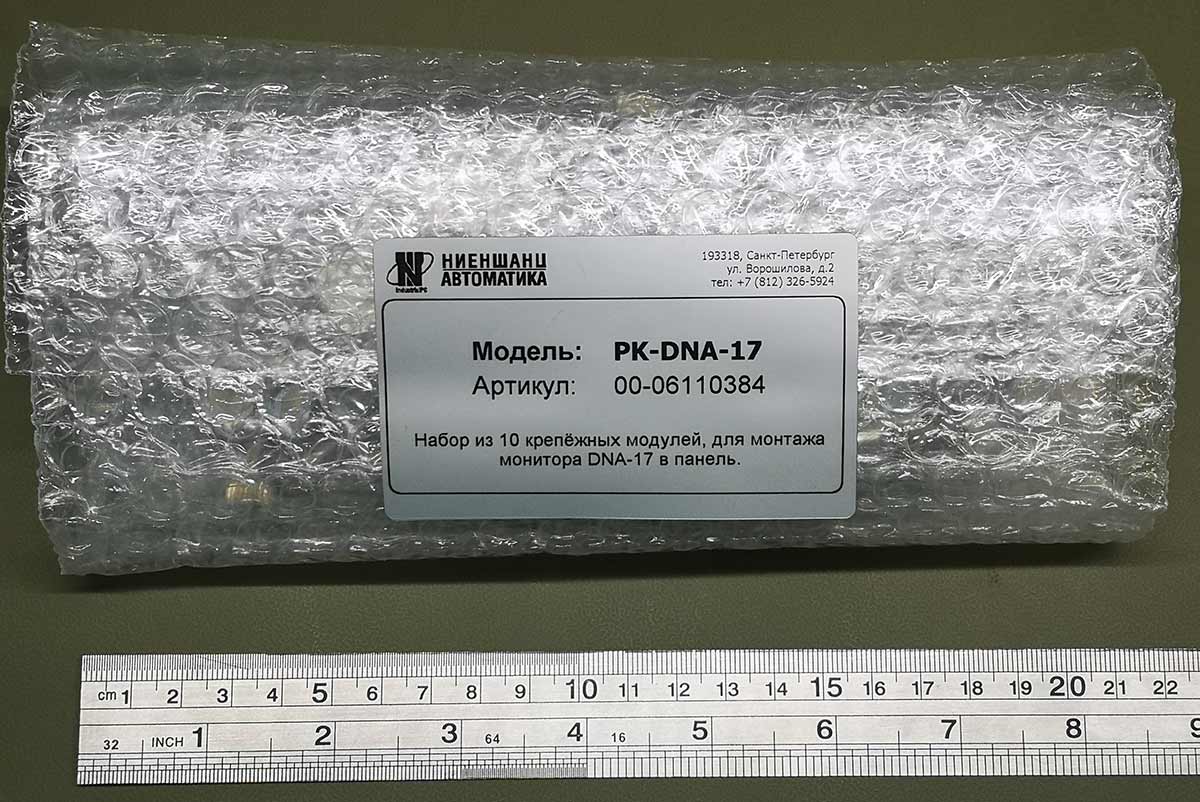 НИЕНШАНЦ
АВТОМАТИКА
193318, Санкт-Петербург
ул. Ворошилова, д.2
тел: +7 (812) 326-5924
Модель: PK-DNA-17
Артикул: 00-06110384
Набор из 10 крепёжных модулей, для монтажа
монитора DNA-17 в панель.
cm 1 2 3 4 5 6 7 8 9 10 11 12 13 14 15 16 17 18 19 20 21 22
32 INCH 1 2 3 64 4 16 5 6 7 8 9